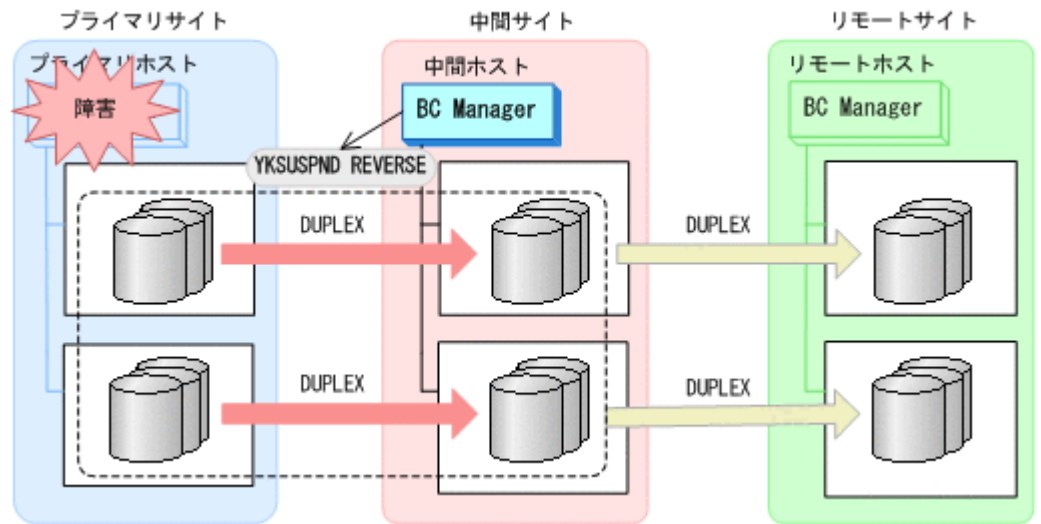 プライマリサイト
中間サイト
リモートサイト
プライマリホスト
中間ホスト
リモートホスト
障害
BC Manager
BC Manager
YKSUSPND REVERSE
DUPLEX
DUPLEX
DUPLEX
DUPLEX